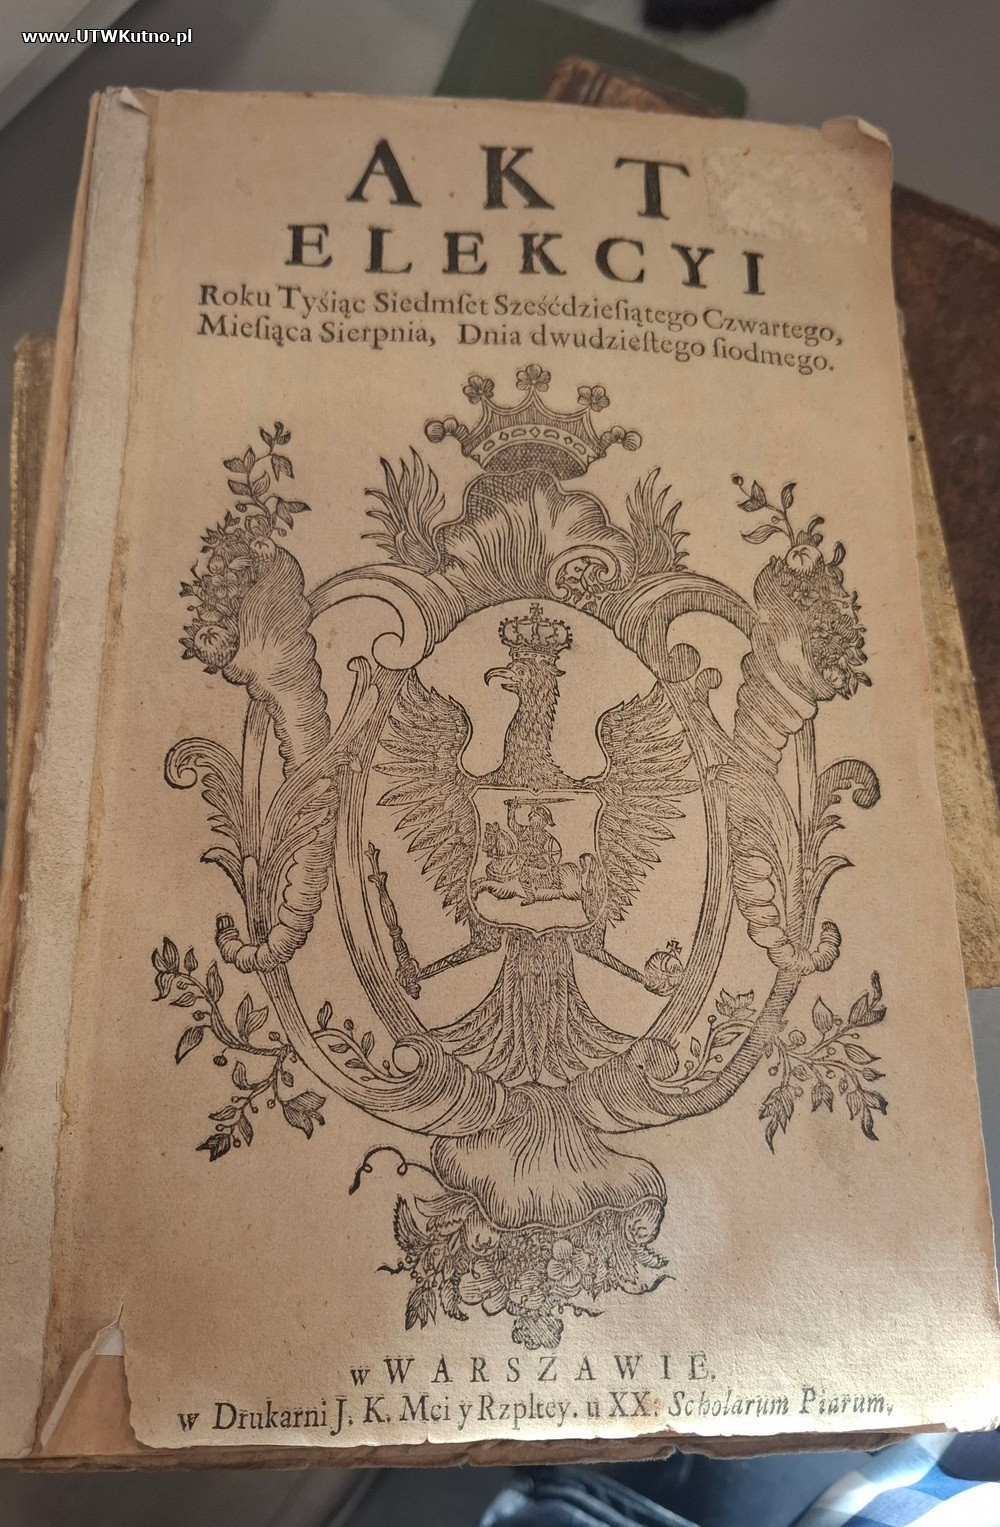 www.UTWKutno.pl
AKT
ELEKCYI
Roku Tyśiąc Siedmſet Sześćdzieſiątego Czwartego,
Mieſiąca Sierpnia, Dnia dwudzieſtego ſiodmego.
w WARSZAWIE,
w Drukarni J. K. Mci y Rzpltey. u XX: Scholarum Piarum,